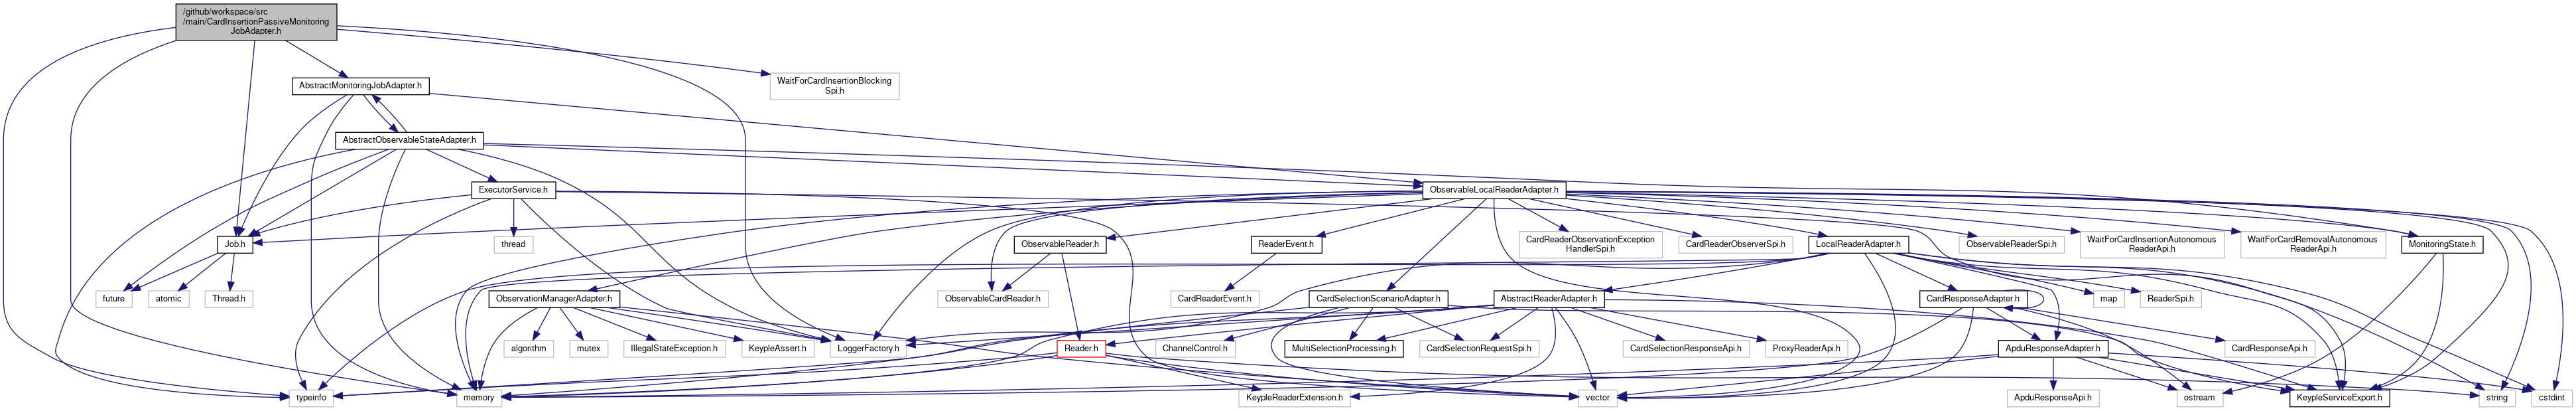 /github/workspace/src
/main/CardInsertionPassiveMonitoring
JobAdapter.h
WaitForCardInsertionBlocking
Spi.h
AbstractMonitoringJobAdapter.h
AbstractObservableStateAdapter.h
ExecutorService.h
ObservableLocalReaderAdapter.h
Job.h
thread
ObservableReader.h
ReaderEvent.h
CardReaderObservationException
HandlerSpi.h
CardReaderObserverSpi.h
LocalReaderAdapter.h
ObservableReaderSpi.h
WaitForCardInsertionAutonomous
ReaderApi.h
WaitForCardRemovalAutonomous
ReaderApi.h
MonitoringState.h
future
atomic
Thread.h
ObservationManagerAdapter.h
ObservableCardReader.h
CardReaderEvent.h
CardSelectionScenarioAdapter.h
AbstractReaderAdapter.h
CardResponseAdapter.h
map
ReaderSpi.h
algorithm
mutex
IllegalStateException.h
KeypleAssert.h
LoggerFactory.h
Reader.h
ChannelControl.h
MultiSelectionProcessing.h
CardSelectionRequestSpi.h
CardSelectionResponseApi.h
ProxyReaderApi.h
ApduResponseAdapter.h
CardResponseApi.h
typeinfo
memory
KeypleReaderExtension.h
vector
ApduResponseApi.h
ostream
KeypleServiceExport.h
string
cstdint